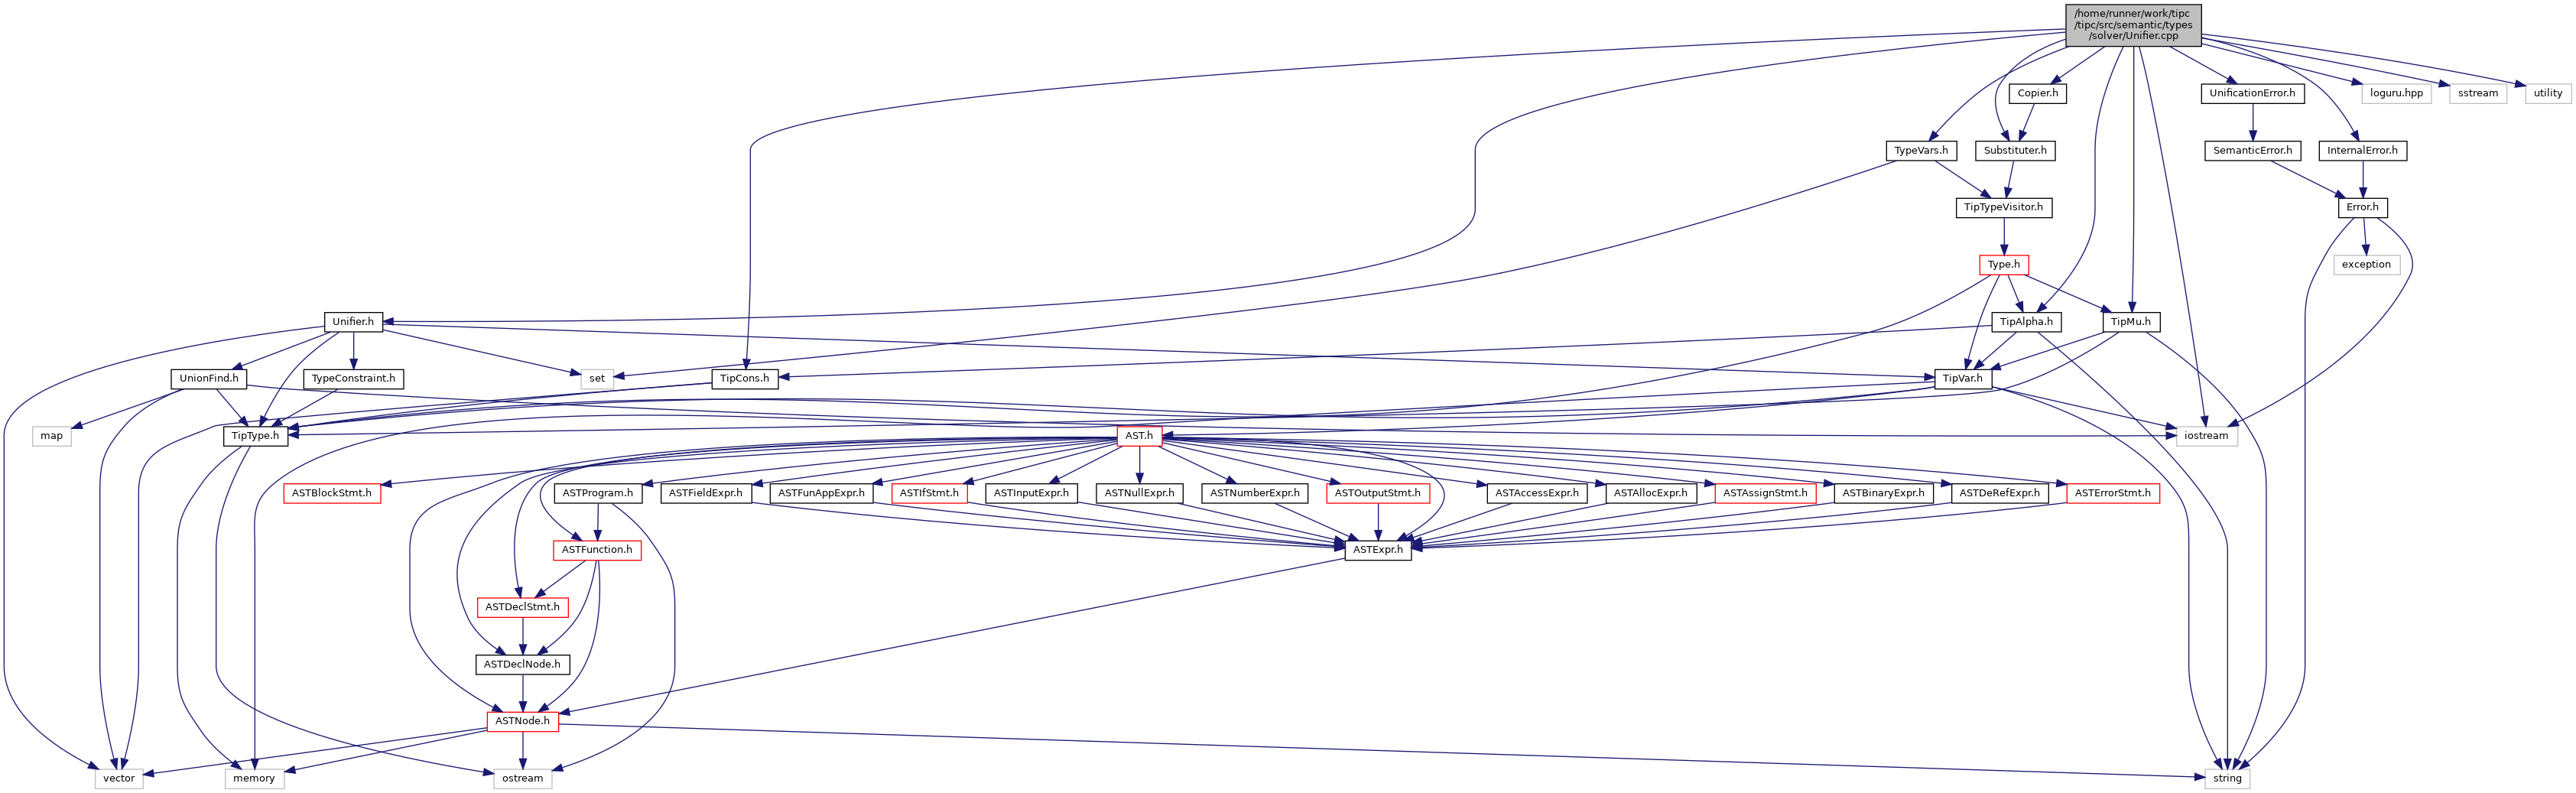 /home/runner/work/tipc
/tipc/src/semantic/types
/solver/Unifier.cpp
Copier.h
UnificationError.h
loguru.hpp
sstream
utility
TypeVars.h
Substituter.h
SemanticError.h
InternalError.h
TipTypeVisitor.h
Error.h
Type.h
exception
Unifier.h
TipAlpha.h
TipMu.h
UnionFind.h
TypeConstraint.h
set
TipCons.h
TipVar.h
map
TipType.h
AST.h
iostream
ASTBlockStmt.h
ASTProgram.h
ASTFieldExpr.h
ASTFunAppExpr.h
ASTIfStmt.h
ASTInputExpr.h
ASTNullExpr.h
ASTNumberExpr.h
ASTOutputStmt.h
ASTAccessExpr.h
ASTAllocExpr.h
ASTAssignStmt.h
ASTBinaryExpr.h
ASTDeRefExpr.h
ASTErrorStmt.h
ASTFunction.h
ASTExpr.h
ASTDeclStmt.h
ASTDeclNode.h
ASTNode.h
vector
memory
ostream
string